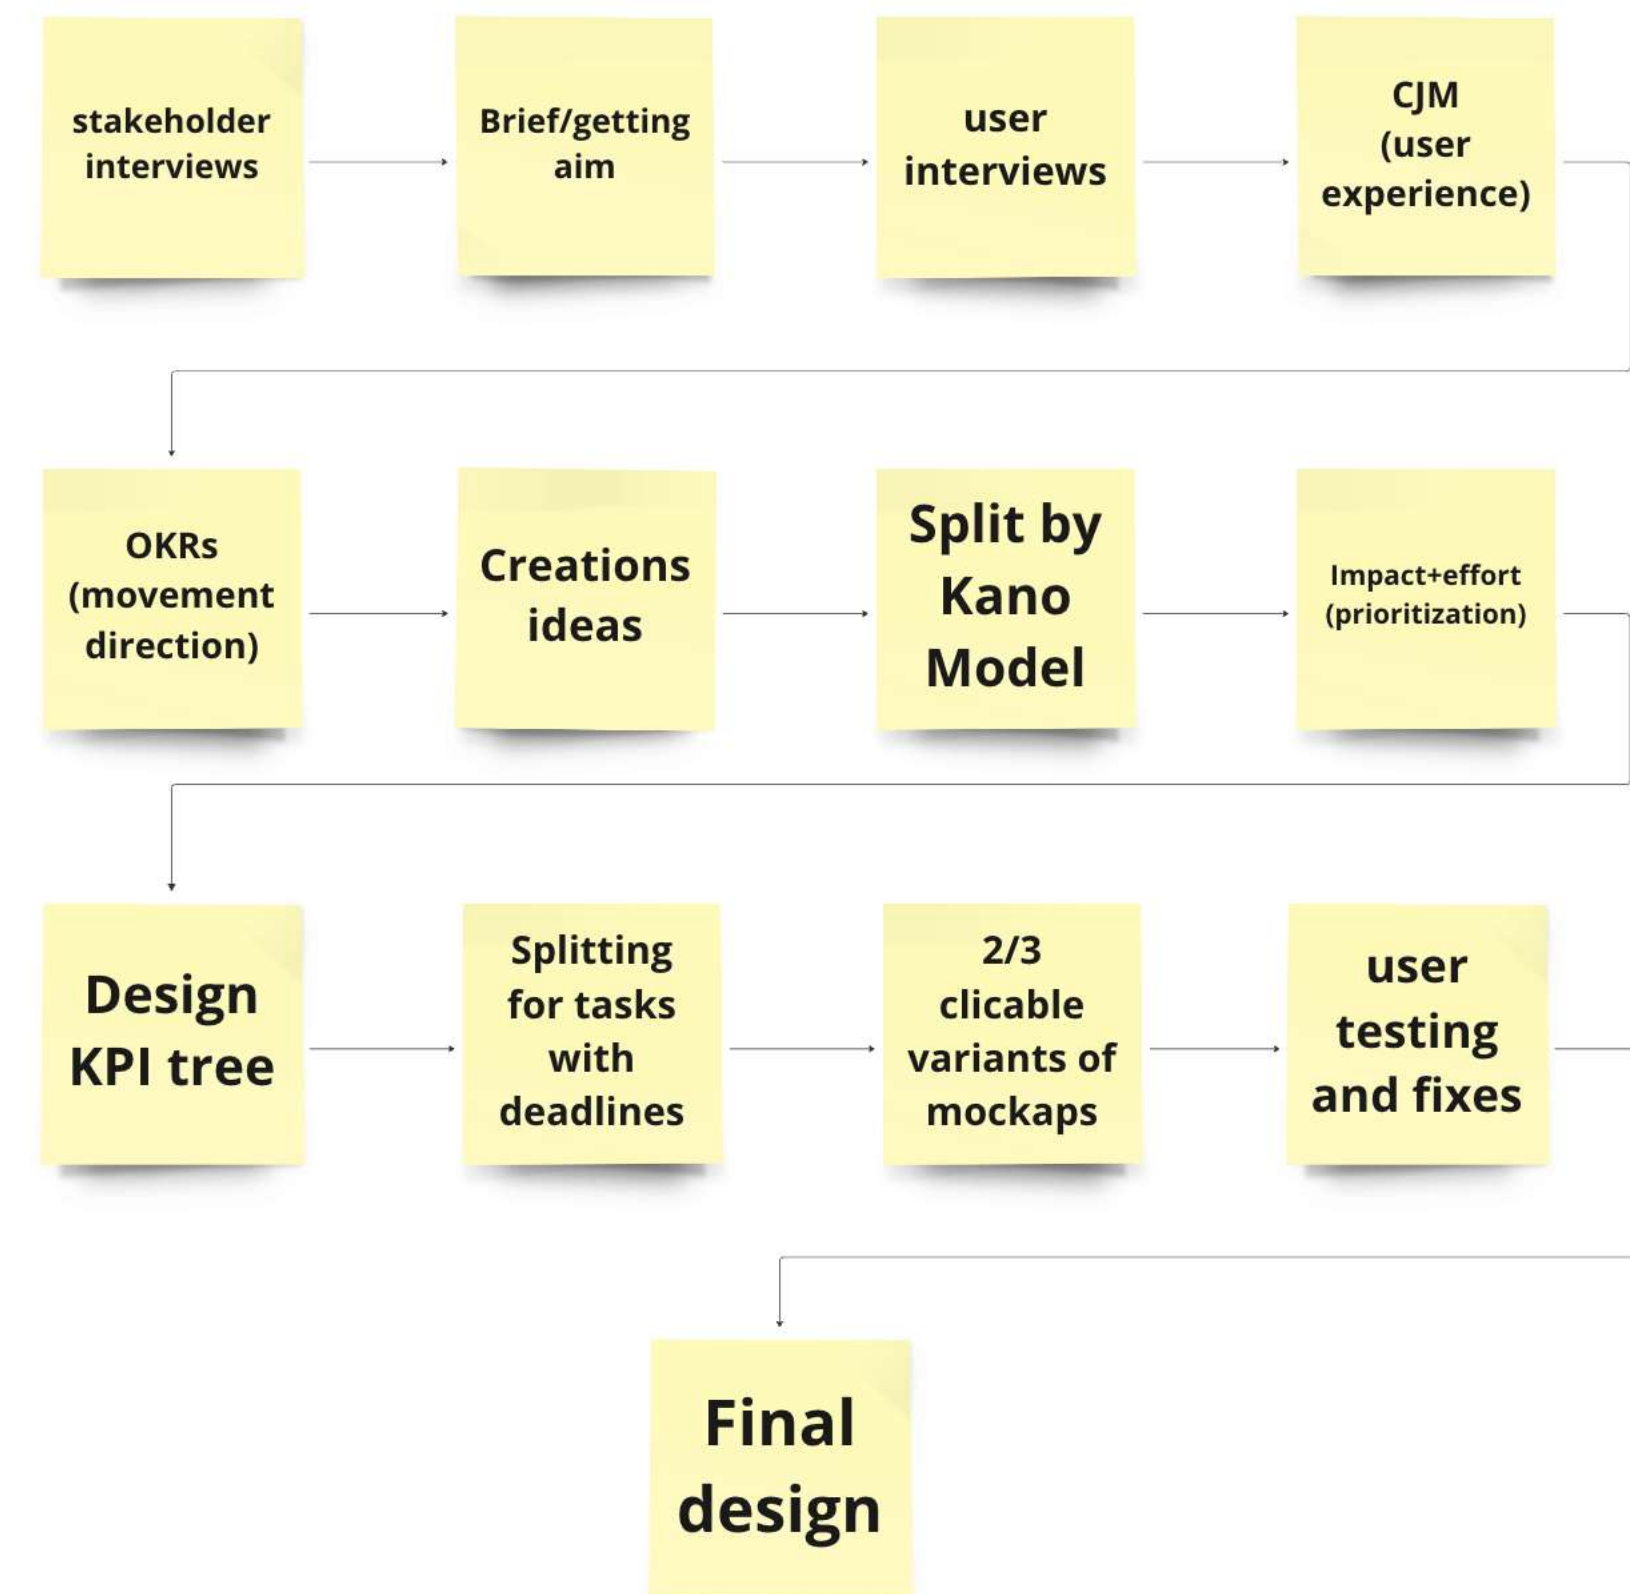 stakeholder
interviews
Brief/getting
aim
user
interviews
CJM
(user
experience)
OKRs
(movement
direction)
Creations
ideas
Split by
Kano
Model
Impact+effort
(prioritization)
Design
KPI tree
Splitting
for tasks
with
deadlines
2/3
clicable
variants of
mockaps
user
testing
and fixes
Final
design